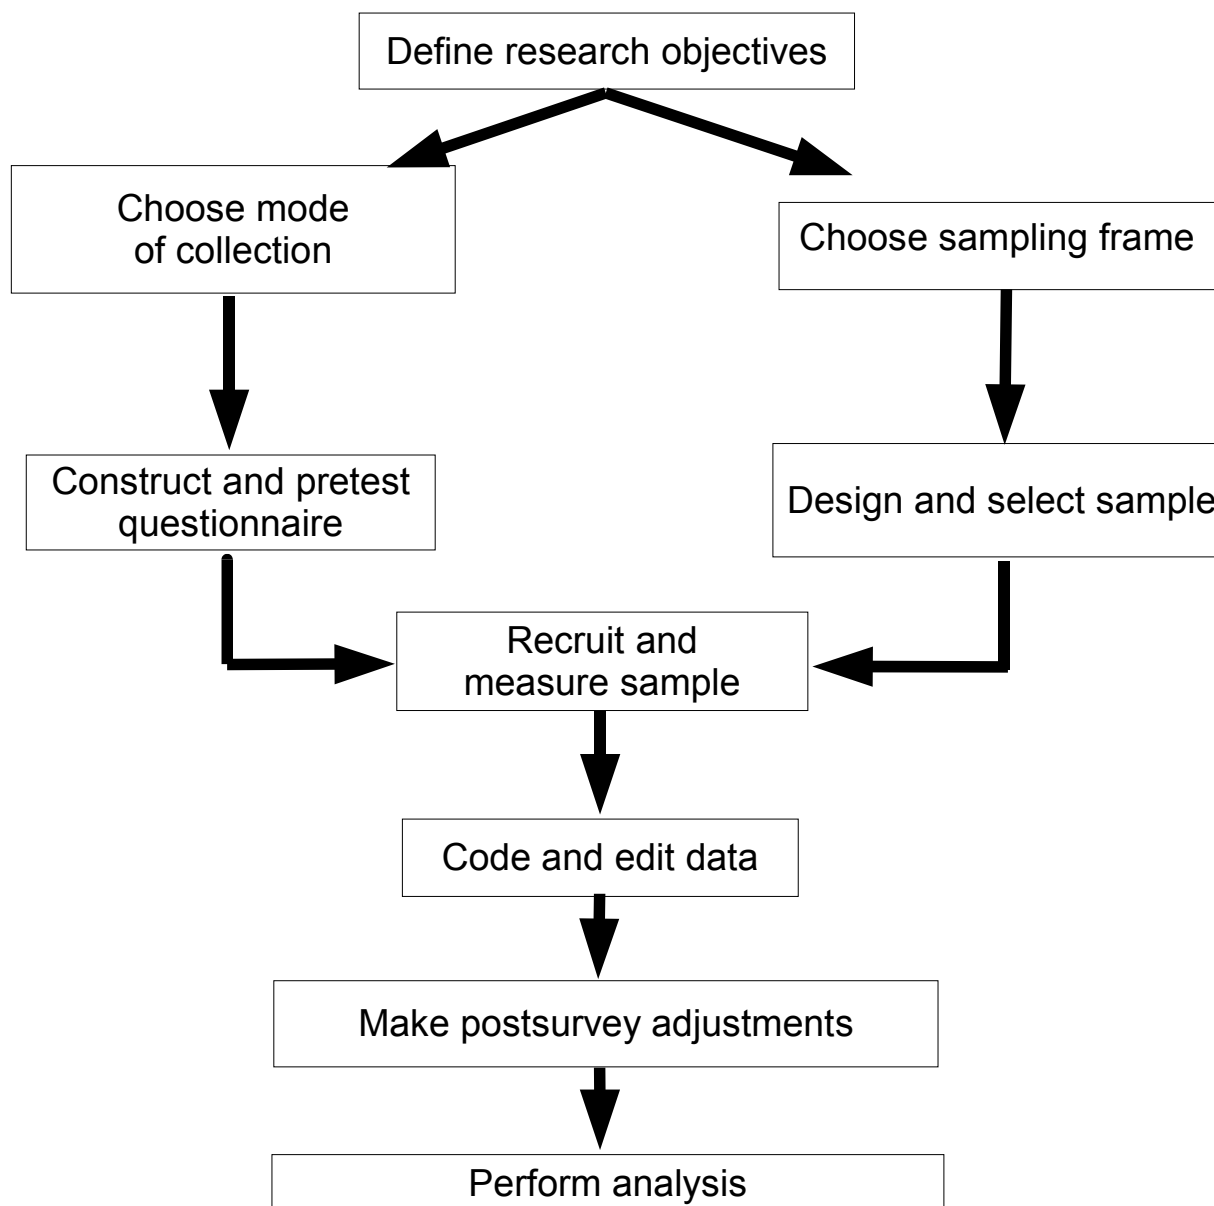 Define research objectives
Choose mode
of collection
Choose sampling frame
Construct and pretest
questionnaire
Design and select sample
Recruit and
measure sample
Code and edit data
Make postsurvey adjustments
Perform analysis